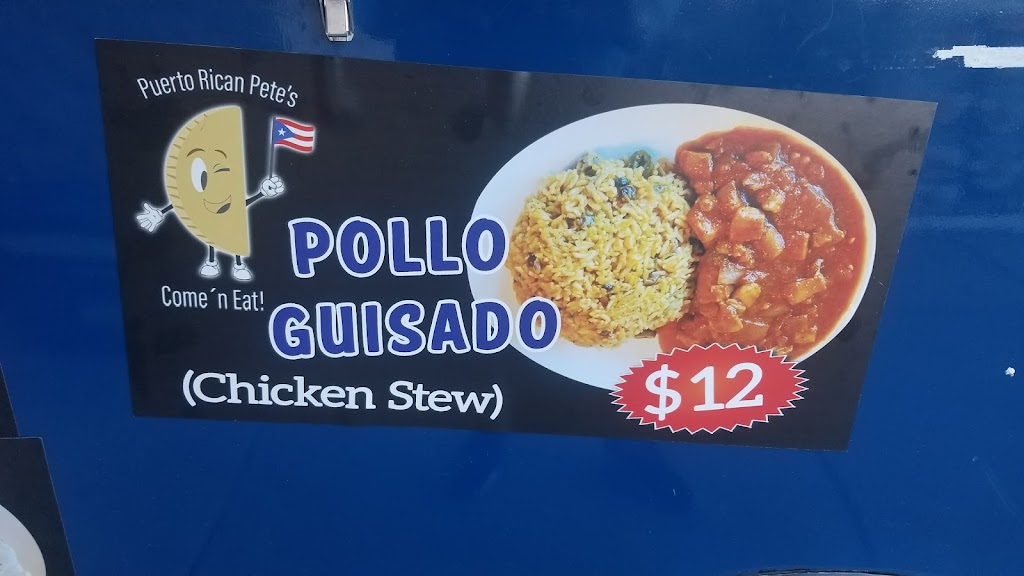 Puerto Rican Pete's
Come´n Eat!
POLLO
GUISADO
(Chicken Stew)
$12